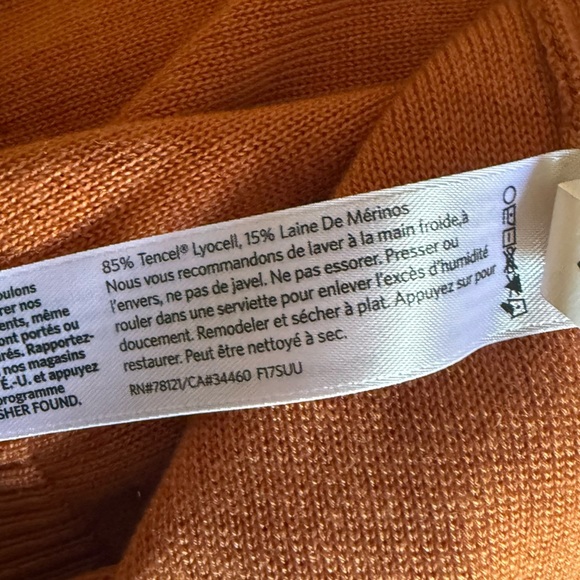 oulons
rer nos
ents, même
ont portés ou
rés. Rapportez-
nos magasins
É.-U. et appuyez
programme
SHER FOUND.
85% Tencel® Lyocell, 15% Laine De Mérinos
Nous vous recommandons de laver à la main froide,à
l'envers, ne pas de javel. Ne pas essorer. Presser ou
rouler dans une serviette pour enlever l'excès d'humidité
doucement. Remodeler et sécher à plat. Appuyez sur pour
restaurer. Peut être nettoyé à sec.
RN#78121/CA#34460 F17SUU